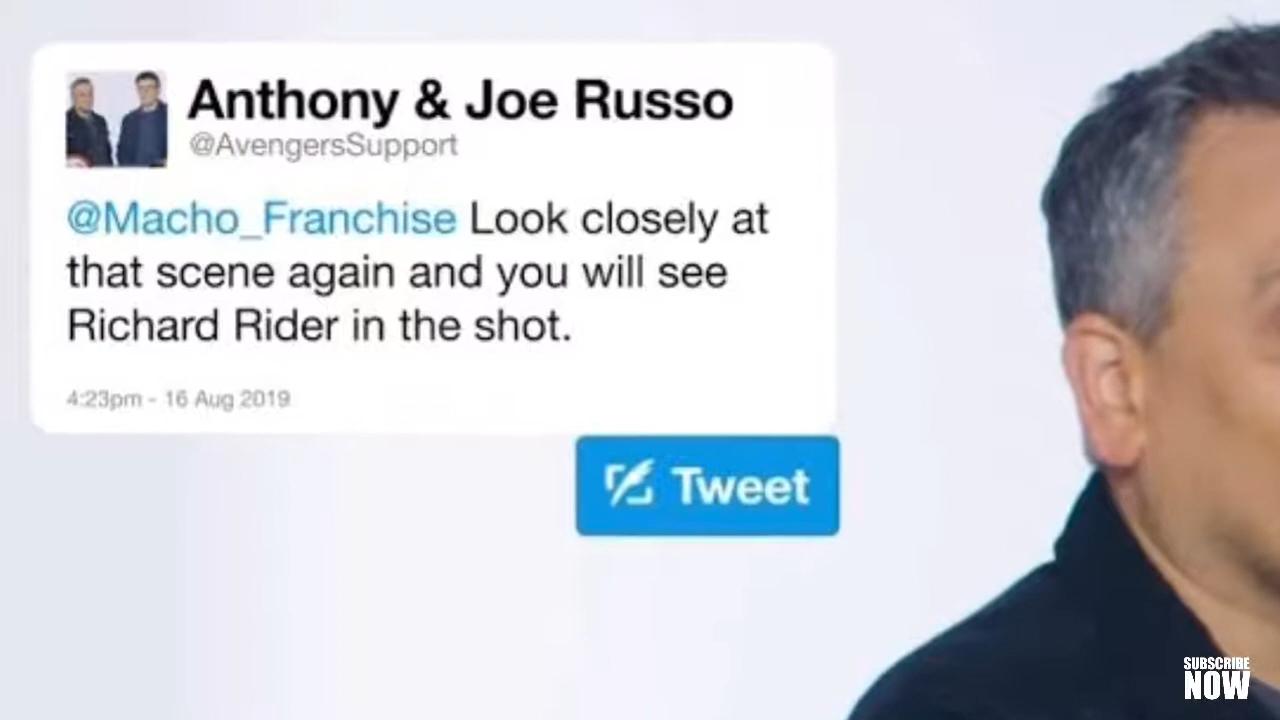 Anthony & Joe Russo
@AvengersSupport
@Macho_Franchise Look closely at
that scene again and you will see
Richard Rider in the shot.
4:23pm - 16 Aug 2019
Tweet
SUBSCRIBE
NOW